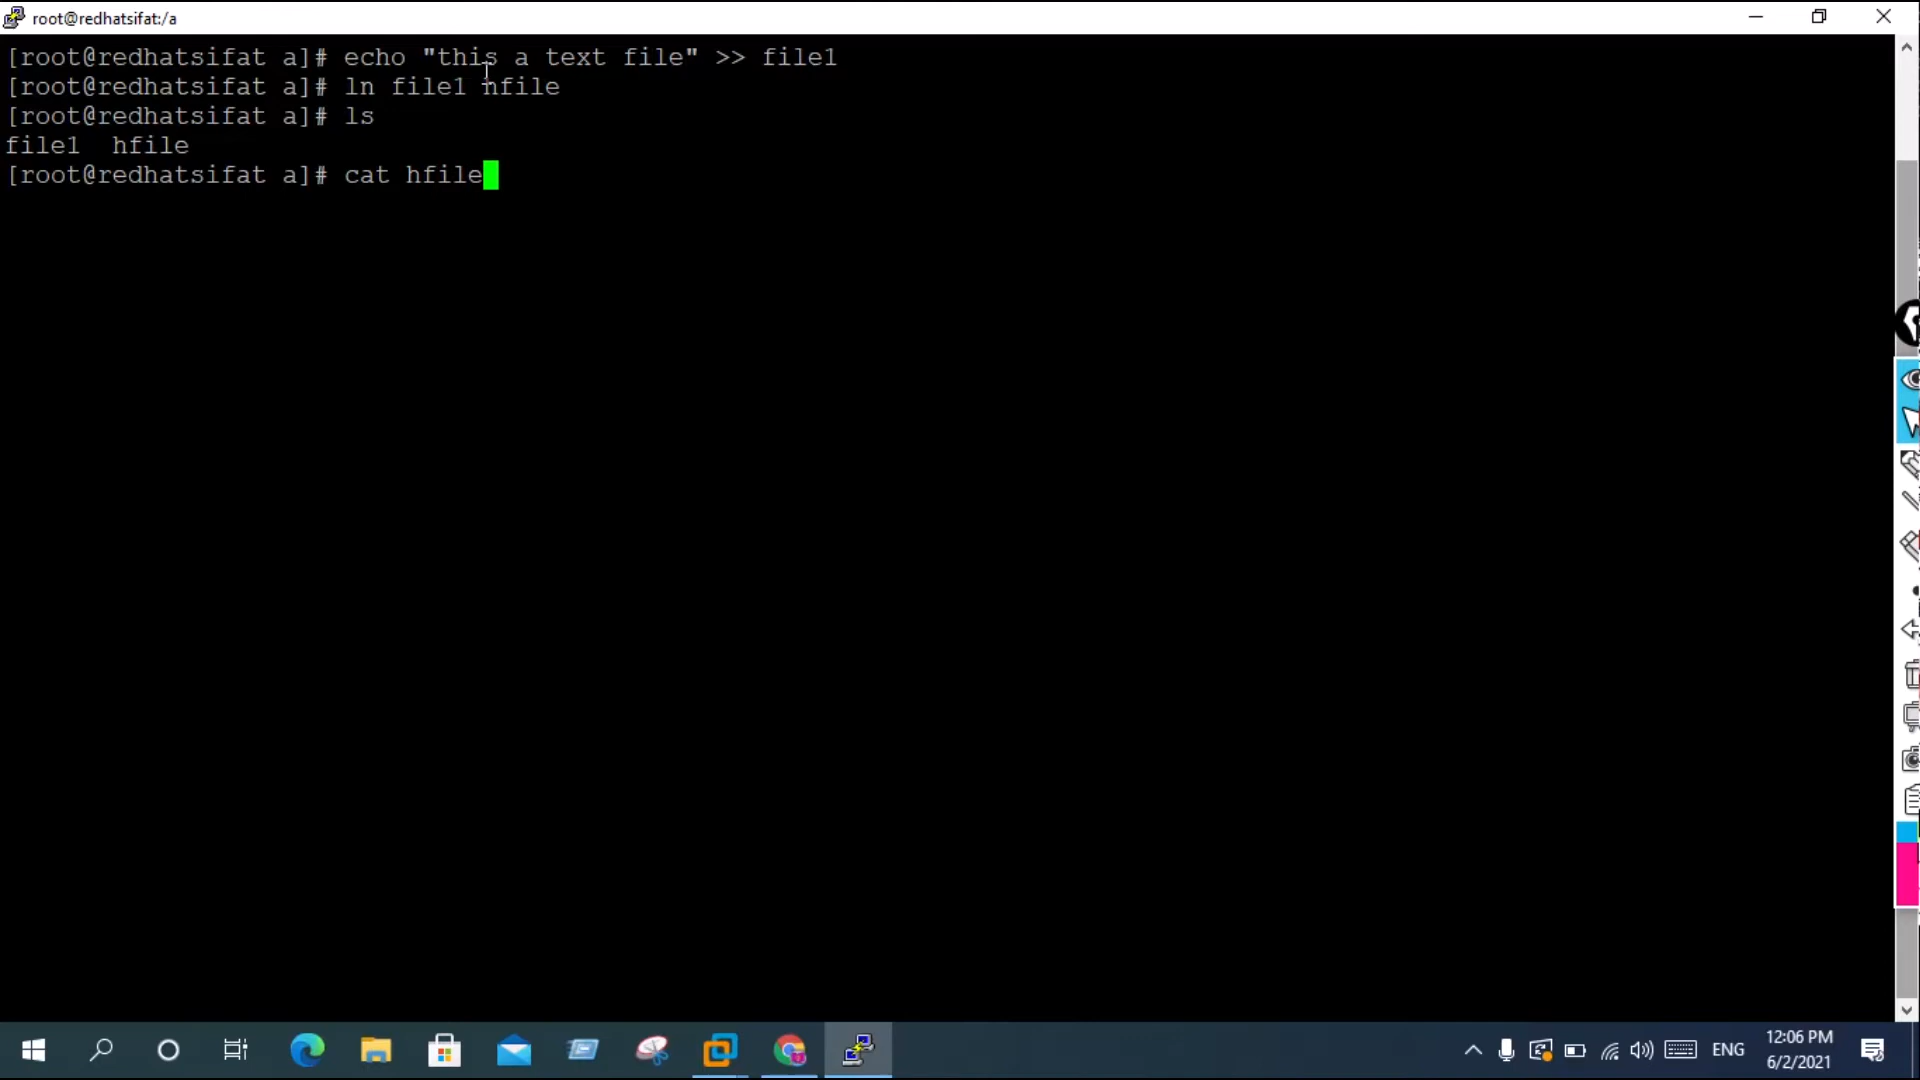 root@redhatsifat:/a
[root@redhatsifat a]# echo "this a text file" >> file1
[root@redhatsifat a]# ln file1 hfile
[root@redhatsifat a]# ls
file1  hfile
[root@redhatsifat a]# cat hfile
ENG
12:06 PM
6/2/2021